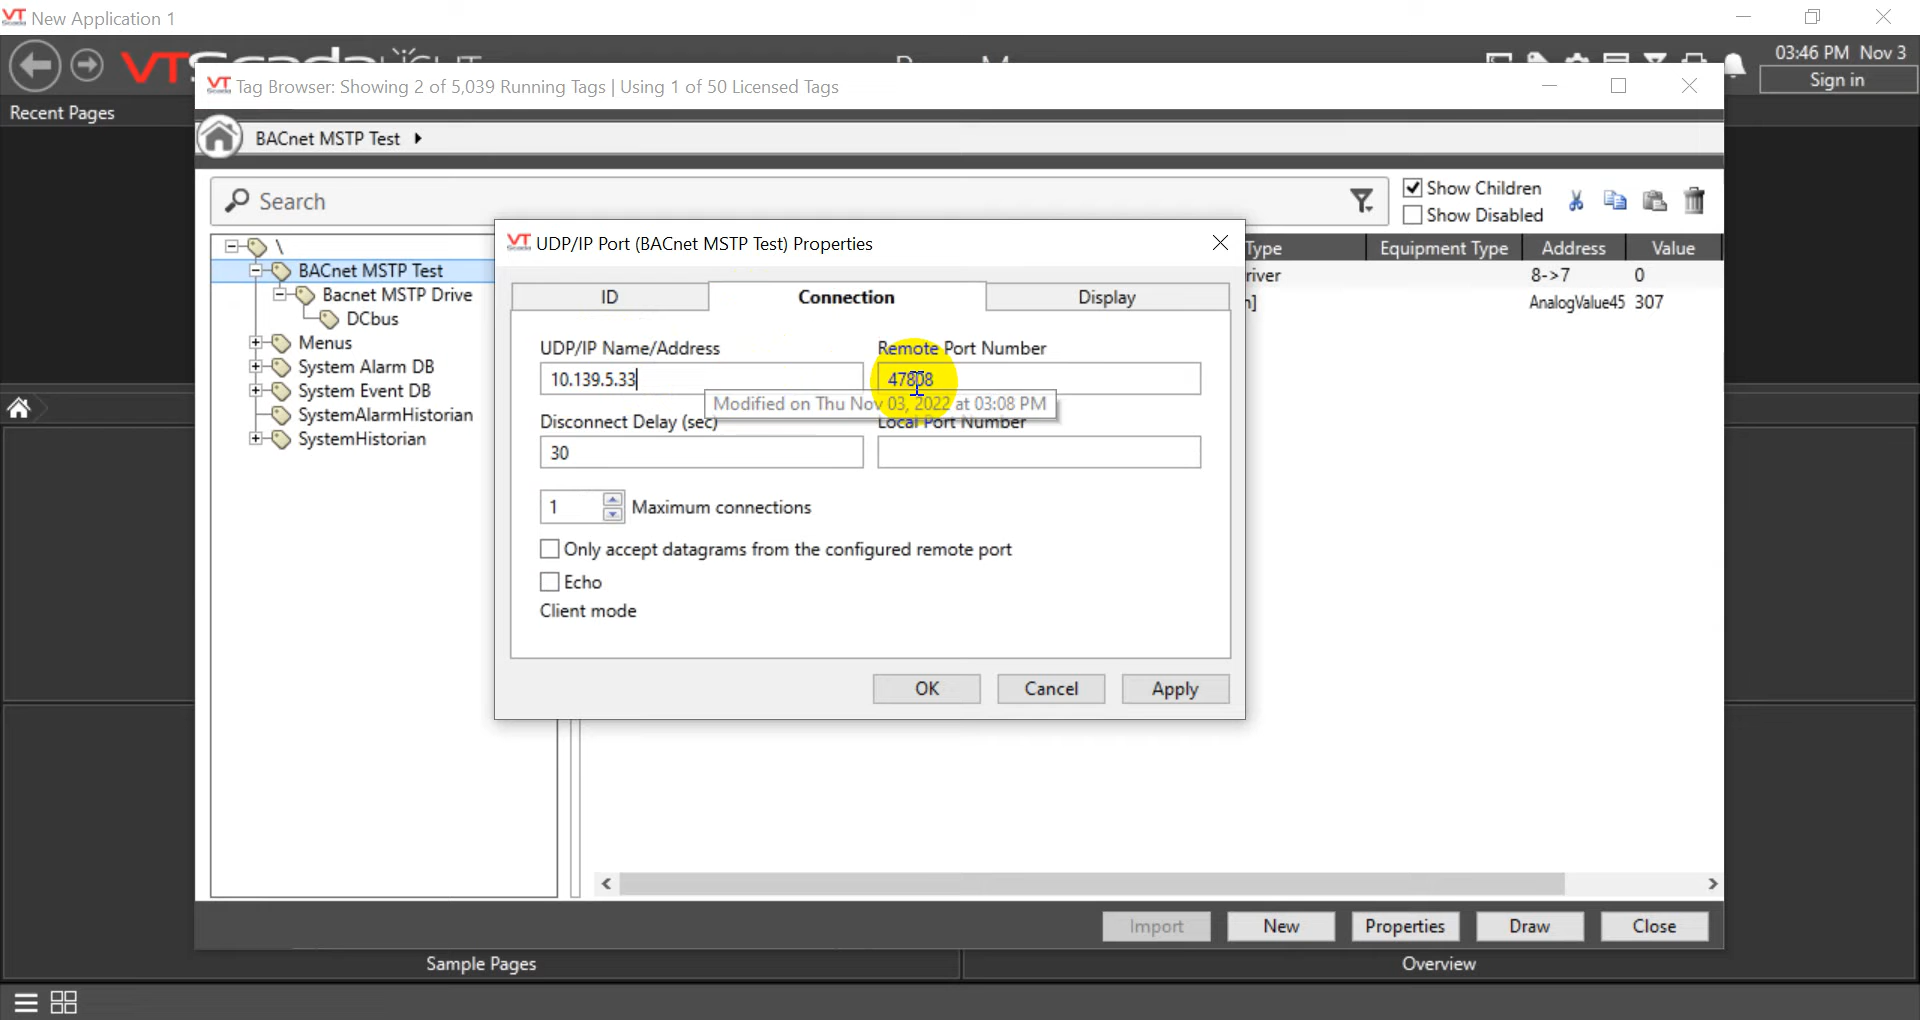 New Application 1
03:46 PM Nov 3
Sign in
Recent Pages
VT Tag Browser: Showing 2 of 5,039 Running Tags | Using 1 of 50 Licensed Tags
BACnet MSTP Test
Search
Show Children
Show Disabled
\
BACnet MSTP Test
Bacnet MSTP Drive
DCbus
Menus
System Alarm DB
System Event DB
SystemAlarmHistorian
SystemHistorian
Type Equipment Type Address Value
river 8->7 0
n] AnalogValue45 307
VT UDP/IP Port (BACnet MSTP Test) Properties
ID Connection Display
UDP/IP Name/Address Remote Port Number
10.139.5.33 47808
Modified on Thu Nov 03, 2022 at 03:08 PM
Disconnect Delay (sec) Local Port Number
30
1 Maximum connections
Only accept datagrams from the configured remote port
Echo
Client mode
OK Cancel Apply
Import New Properties Draw Close
Sample Pages Overview